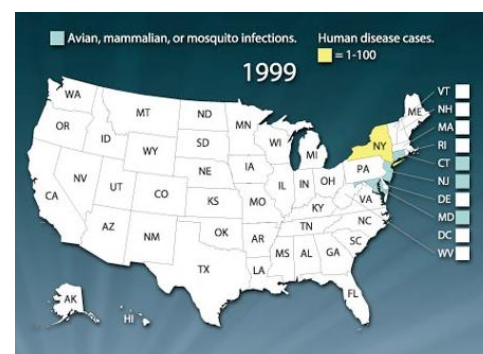 Avian, mammalian, or mosquito infections. Human disease cases.
= 1-100
1999
WA
MT
ND
MN
ME
VT
NH
MA
RI
CT
NJ
DE
MD
DC
WV
OR
ID
WY
SD
WI
MI
NY
NV
UT
CO
NE
IA
IL
IN
OH
PA
CA
AZ
NM
KS
MO
KY
VA
OK
AR
TN
NC
TX
LA
MS
AL
GA
SC
FL
AK
HI